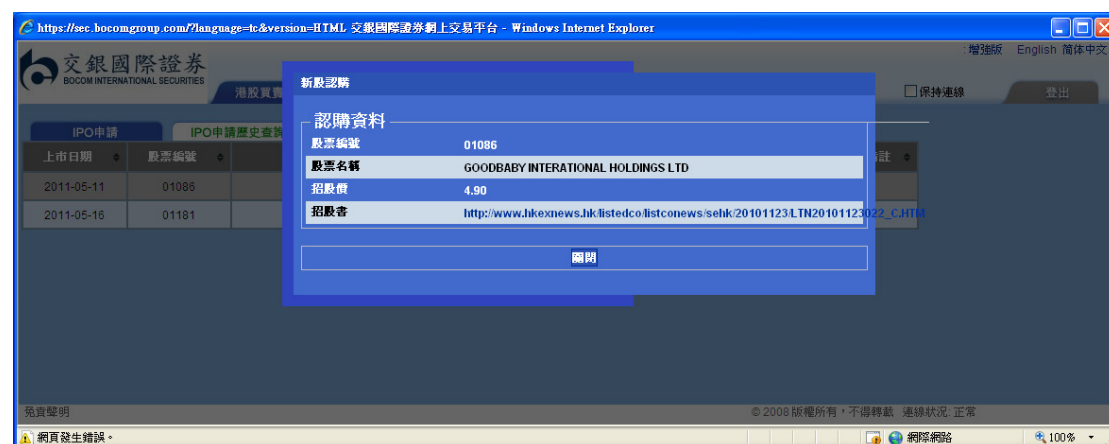 https://sec.bocomgroup.com/?language=tc&version=HTML 交銀國際證券網上交易平台 - Windows Internet Explorer
:增強版 English 簡体中文
交銀國際證券
BOCOM INTERNATIONAL SECURITIES
港股買賣
保持連線
登出
新股認購
IPO申請
IPO申請歷史查詢
認購資料
上市日期
股票編號
註
股票編號 01086
股票名稱 GOODBABY INTERATIONAL HOLDINGS LTD
招股價 4.90
招股書 http://www.hkexnews.hk/listedco/listconews/sehk/20101123/LTN20101123022_C.HTM
2011-05-11 01086
2011-05-16 01181
關閉
免責聲明
© 2008 版權所有，不得轉載 連線狀況: 正常
網頁發生錯誤。
網際網路
100%